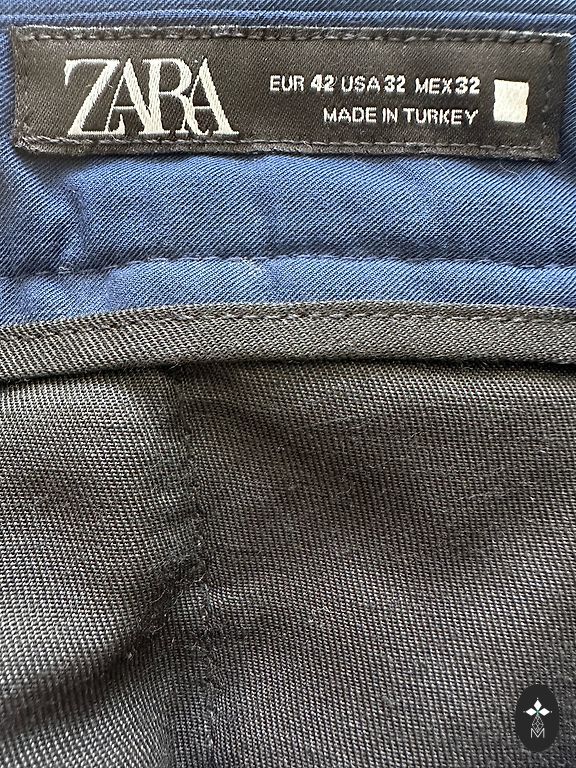 ZARA
EUR 42 USA 32 MEX 32
MADE IN TURKEY
M